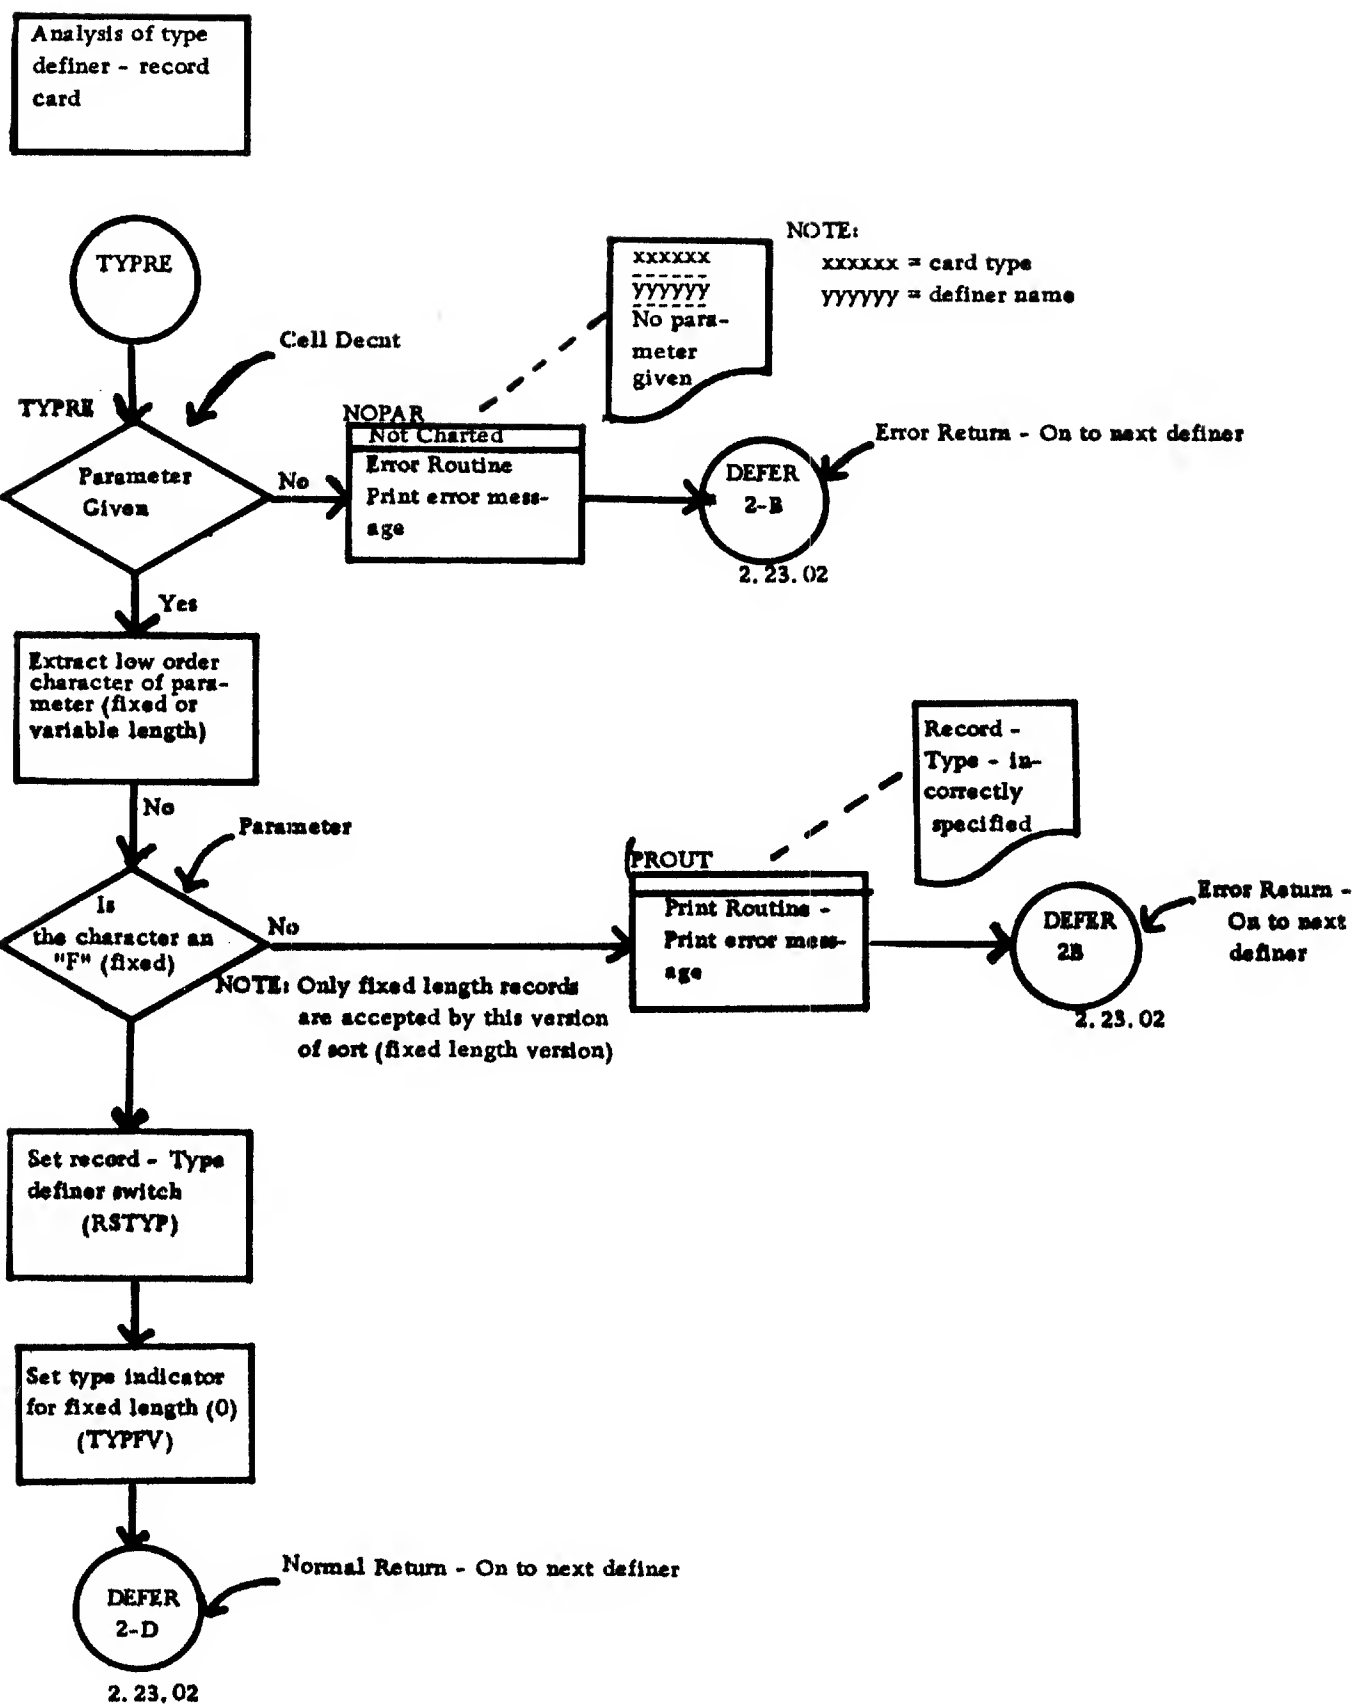 Analysis of type
definer - record
card
TYPRE
NOTE:
xxxxxx = card type
yyyyyy = definer name
xxxxxx
yyyyyy
No para-
meter
given
Cell Decnt
TYPRE
NOPAR
Not Charted
Error Routine
Print error mess-
age
Parameter
Given
No
DEFER
2-B
2.23.02
Error Return - On to next definer
Yes
Extract low order
character of para-
meter (fixed or
variable length)
No
Parameter
Record -
Type - in-
correctly
specified
PROUT
Print Routine -
Print error mess-
age
Is
the character an
"F" (fixed)
No
NOTE: Only fixed length records
are accepted by this version
of sort (fixed length version)
DEFER
2B
2.23.02
Error Return -
On to next
definer
Set record - Type
definer switch
(RSTYP)
Set type indicator
for fixed length (0)
(TYPFV)
DEFER
2-D
2.23.02
Normal Return - On to next definer